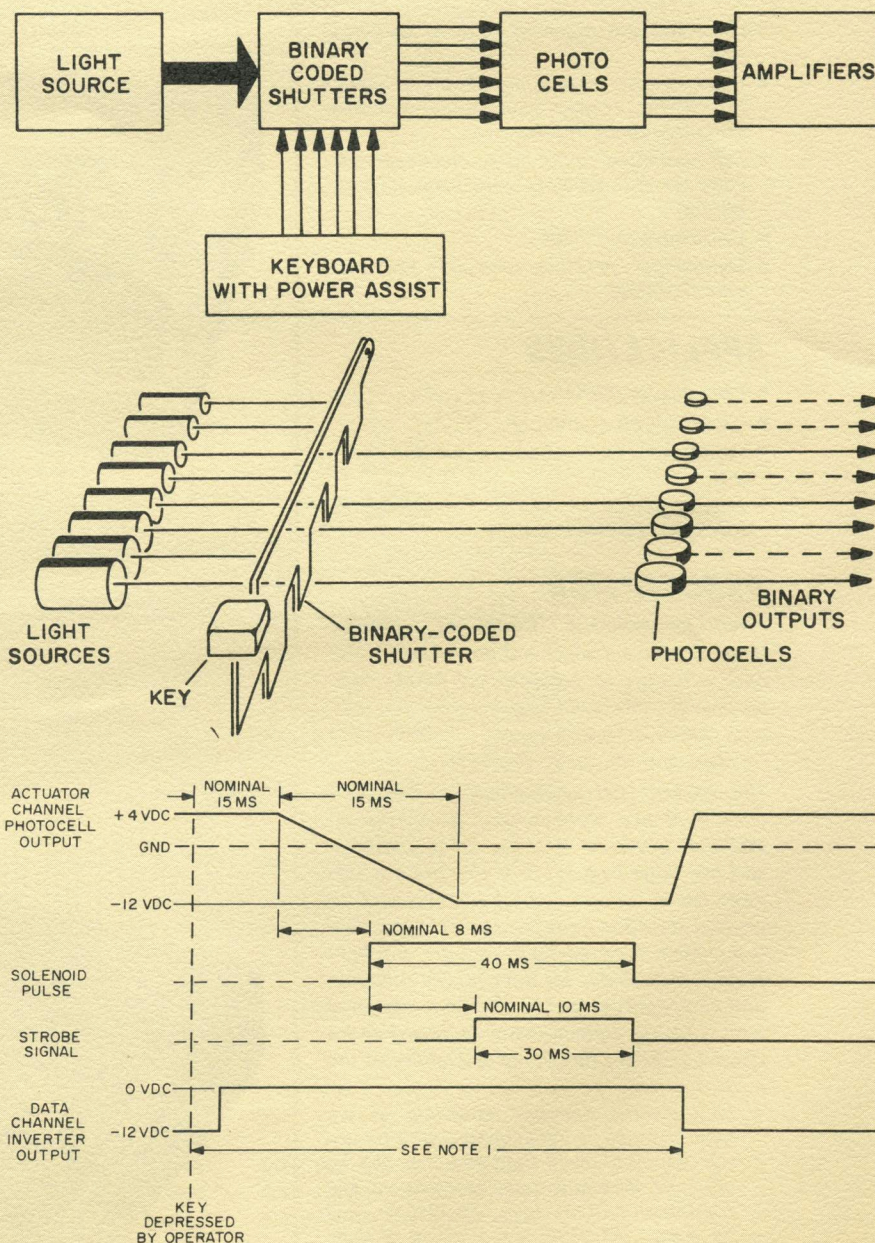 LIGHT
SOURCE
BINARY
CODED
SHUTTERS
PHOTO
CELLS
AMPLIFIERS
KEYBOARD
WITH POWER ASSIST
LIGHT
SOURCES
KEY
BINARY-CODED
SHUTTER
BINARY
OUTPUTS
PHOTOCELLS
ACTUATOR
CHANNEL
PHOTOCELL
OUTPUT
NOMINAL
15 MS
NOMINAL
15 MS
+4 VDC
GND
-12 VDC
NOMINAL 8 MS
SOLENOID
PULSE
40 MS
NOMINAL 10 MS
STROBE
SIGNAL
30 MS
0 VDC
DATA
CHANNEL
INVERTER
OUTPUT
-12 VDC
SEE NOTE 1
KEY
DEPRESSED
BY OPERATOR